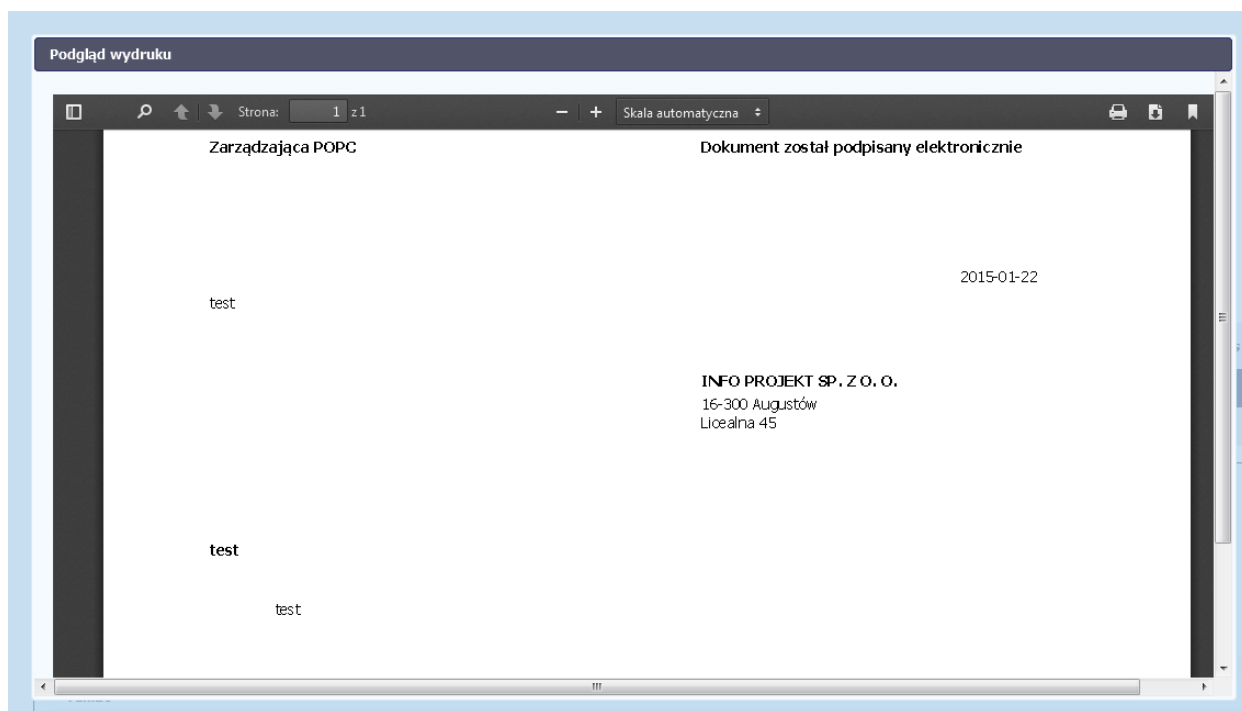 Podgląd wydruku
Strona: 1 z 1 Skala automatyczna
Zarządzająca POPC Dokument został podpisany elektronicznie
2015-01-22
test
INFO PROJEKT SP. Z O. O.
16-300 Augustów
Licealna 45
test
test